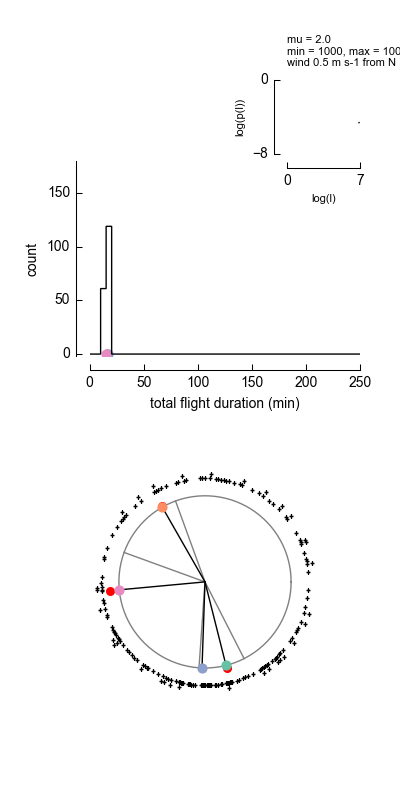 mu = 2.0
min = 1000, max = 100
wind 0.5 m s-1 from N
0
log(p(l))
−8
0 7
log(l)
150
100
50
0
count
0 50 100 150 200 250
total flight duration (min)